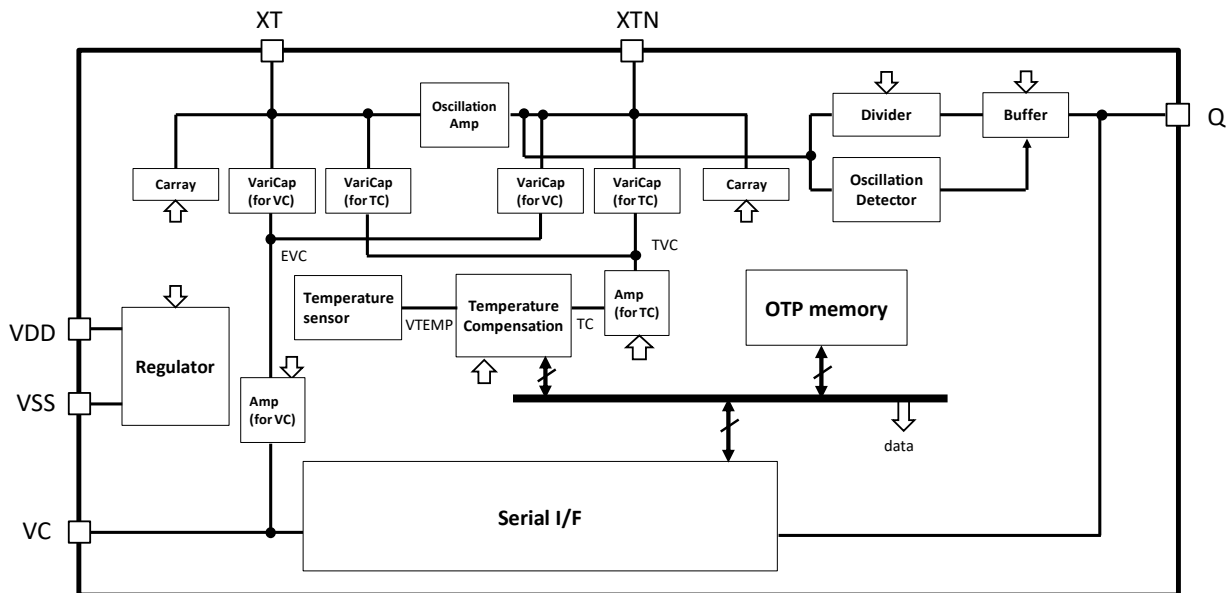 XT
XTN
Oscillation
Amp
Divider
Buffer
Q
Carray
VariCap
(for VC)
VariCap
(for TC)
VariCap
(for VC)
VariCap
(for TC)
Carray
Oscillation
Detector
EVC
TVC
Temperature
sensor
VTEMP
Temperature
Compensation
TC
Amp
(for TC)
OTP memory
VDD
VSS
Regulator
Amp
(for VC)
data
VC
Serial I/F